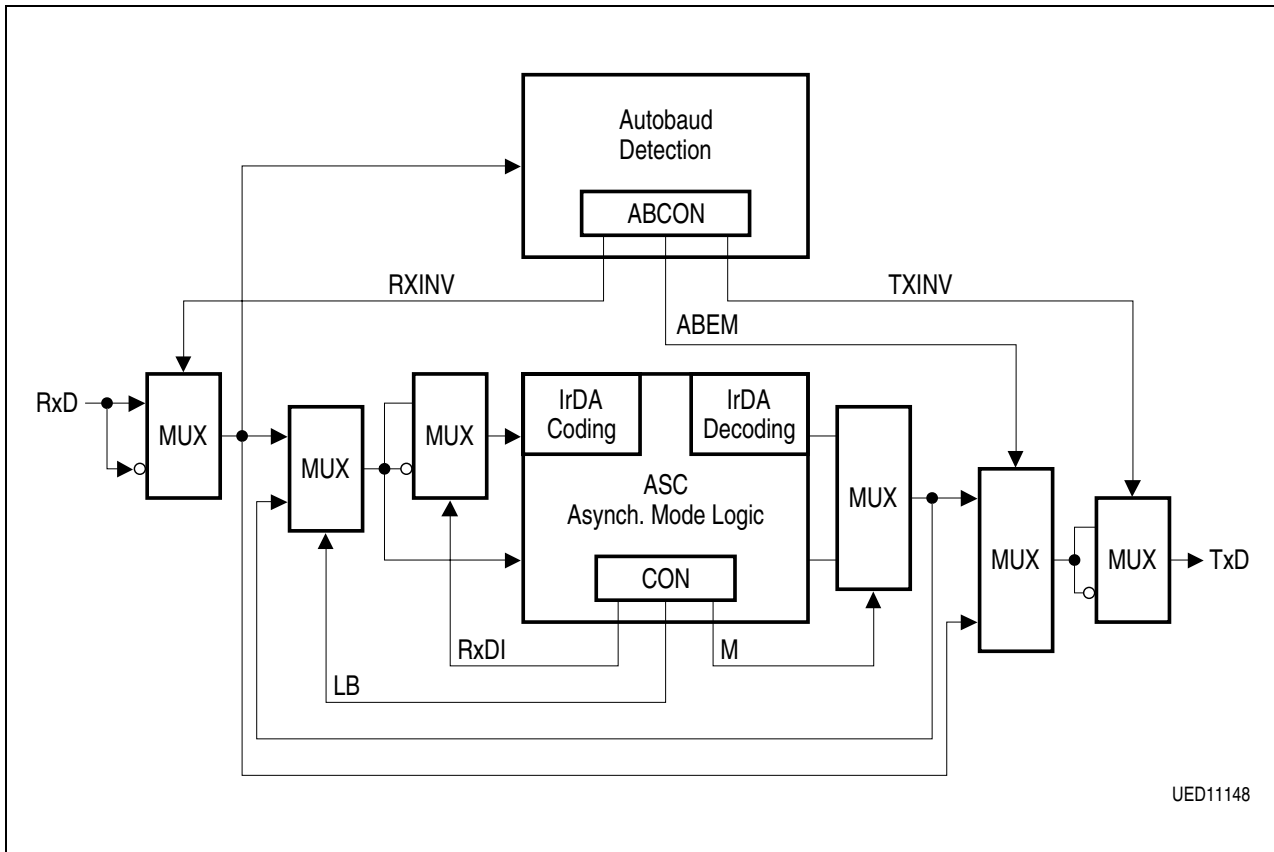 Autobaud
Detection
ABCON
RXINV
TXINV
ABEM
RxD
MUX
MUX
MUX
IrDA
Coding
IrDA
Decoding
ASC
Asynch. Mode Logic
CON
MUX
MUX
MUX
TxD
RxDI
M
LB
UED11148